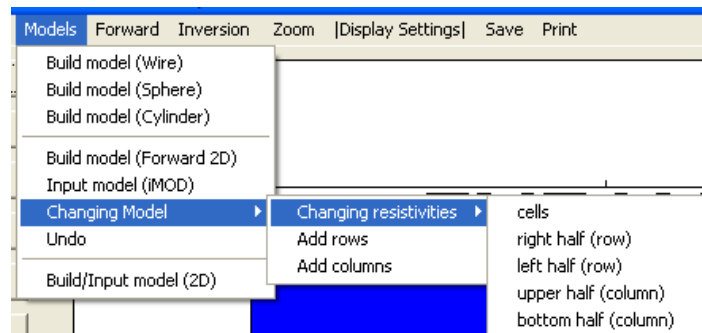 Models Forward Inversion Zoom |Display Settings| Save Print
Build model (Wire)
Build model (Sphere)
Build model (Cylinder)
Build model (Forward 2D)
Input model (iMOD)
Changing Model
Undo
Build/Input model (2D)
Changing resistivities
Add rows
Add columns
cells
right half (row)
left half (row)
upper half (column)
bottom half (column)